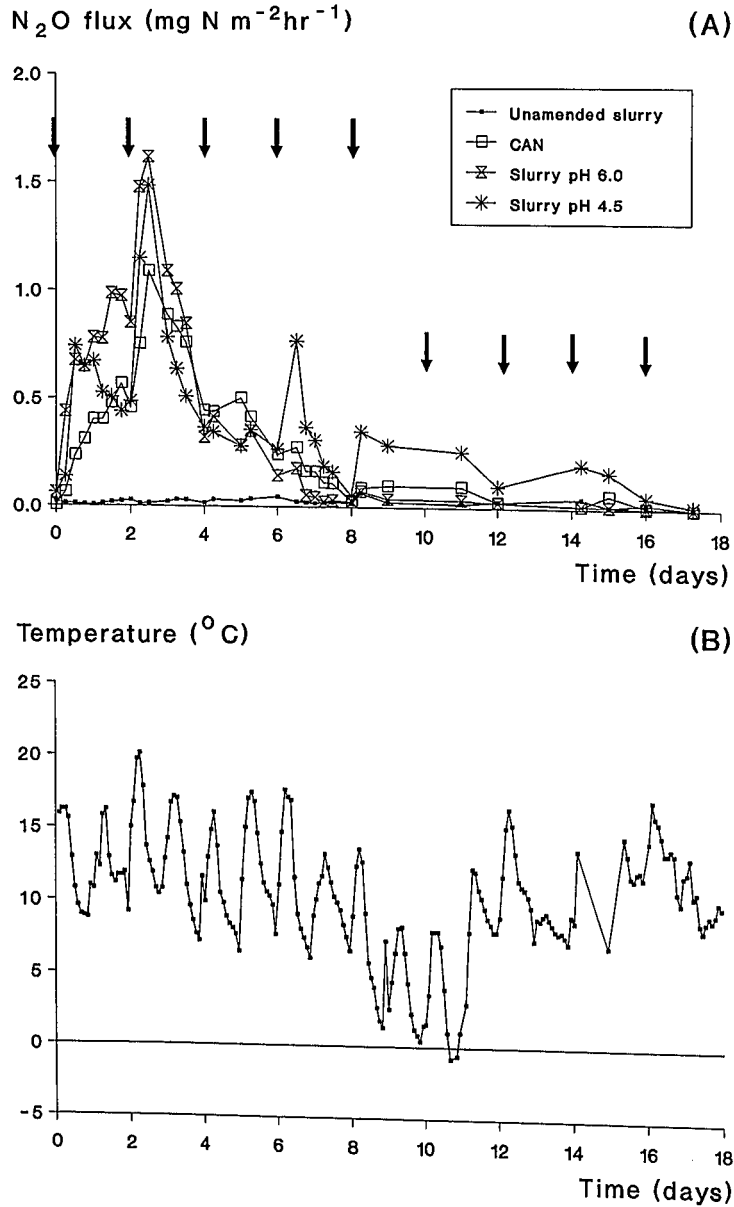 N₂O flux (mg N m⁻²hr⁻¹) (A)
2.0
1.5
1.0
0.5
0.0
Unamended slurry
CAN
Slurry pH 6.0
Slurry pH 4.5
0 2 4 6 8 10 12 14 16 18
Time (days)
Temperature (°C) (B)
25
20
15
10
5
0
-5
0 2 4 6 8 10 12 14 16 18
Time (days)